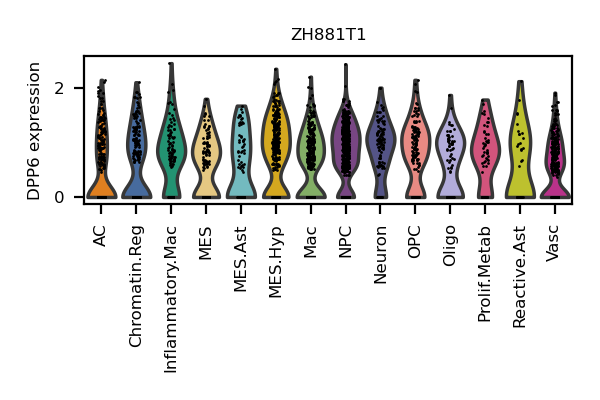 ZH881T1
DPP6 expression
2
0
AC
Chromatin.Reg
Inflammatory.Mac
MES
MES.Ast
MES.Hyp
Mac
NPC
Neuron
OPC
Oligo
Prolif.Metab
Reactive.Ast
Vasc